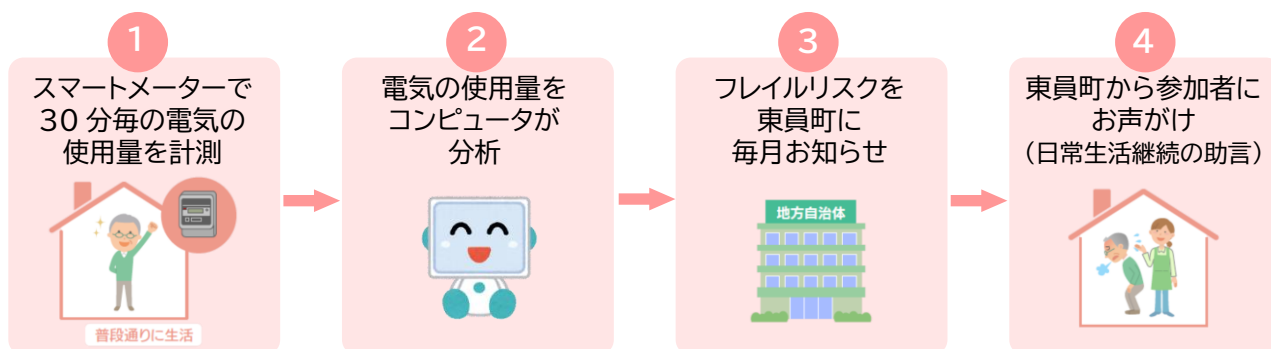 1
スマートメーターで
30分毎の電気の
使用量を計測
普段通りに生活
2
電気の使用量を
コンピュータが
分析
3
フレイルリスクを
東員町に
毎月お知らせ
地方自治体
4
東員町から参加者に
お声がけ
(日常生活継続の助言)